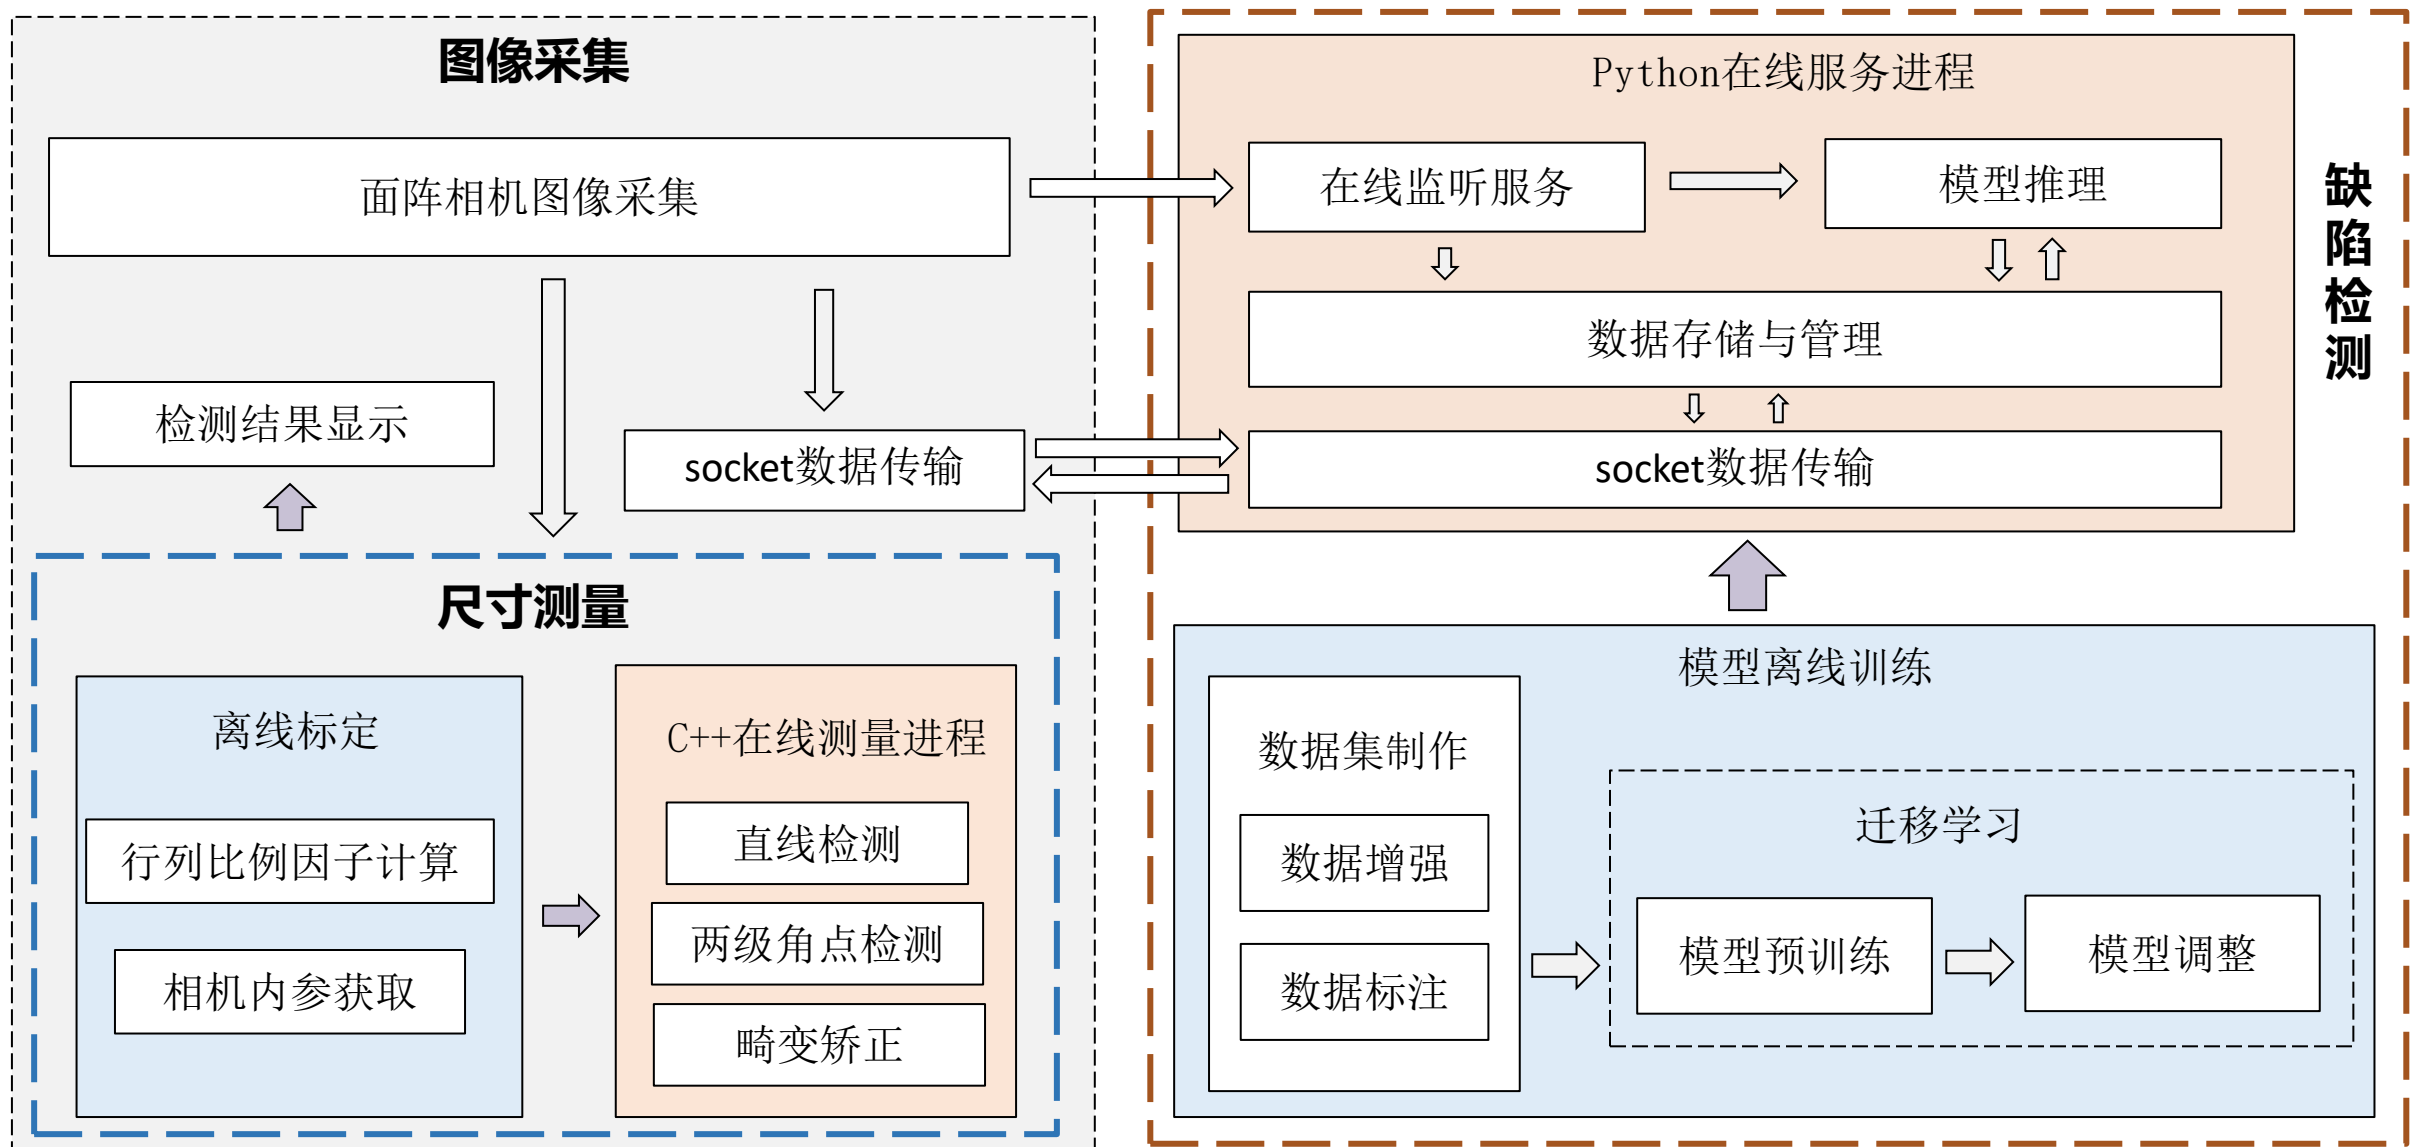 图像采集
面阵相机图像采集
检测结果显示
socket数据传输
尺寸测量
离线标定
行列比例因子计算
相机内参获取
C++在线测量进程
直线检测
两级角点检测
畸变矫正
Python在线服务进程
在线监听服务
模型推理
数据存储与管理
socket数据传输
缺陷检测
模型离线训练
数据集制作
数据增强
数据标注
迁移学习
模型预训练
模型调整